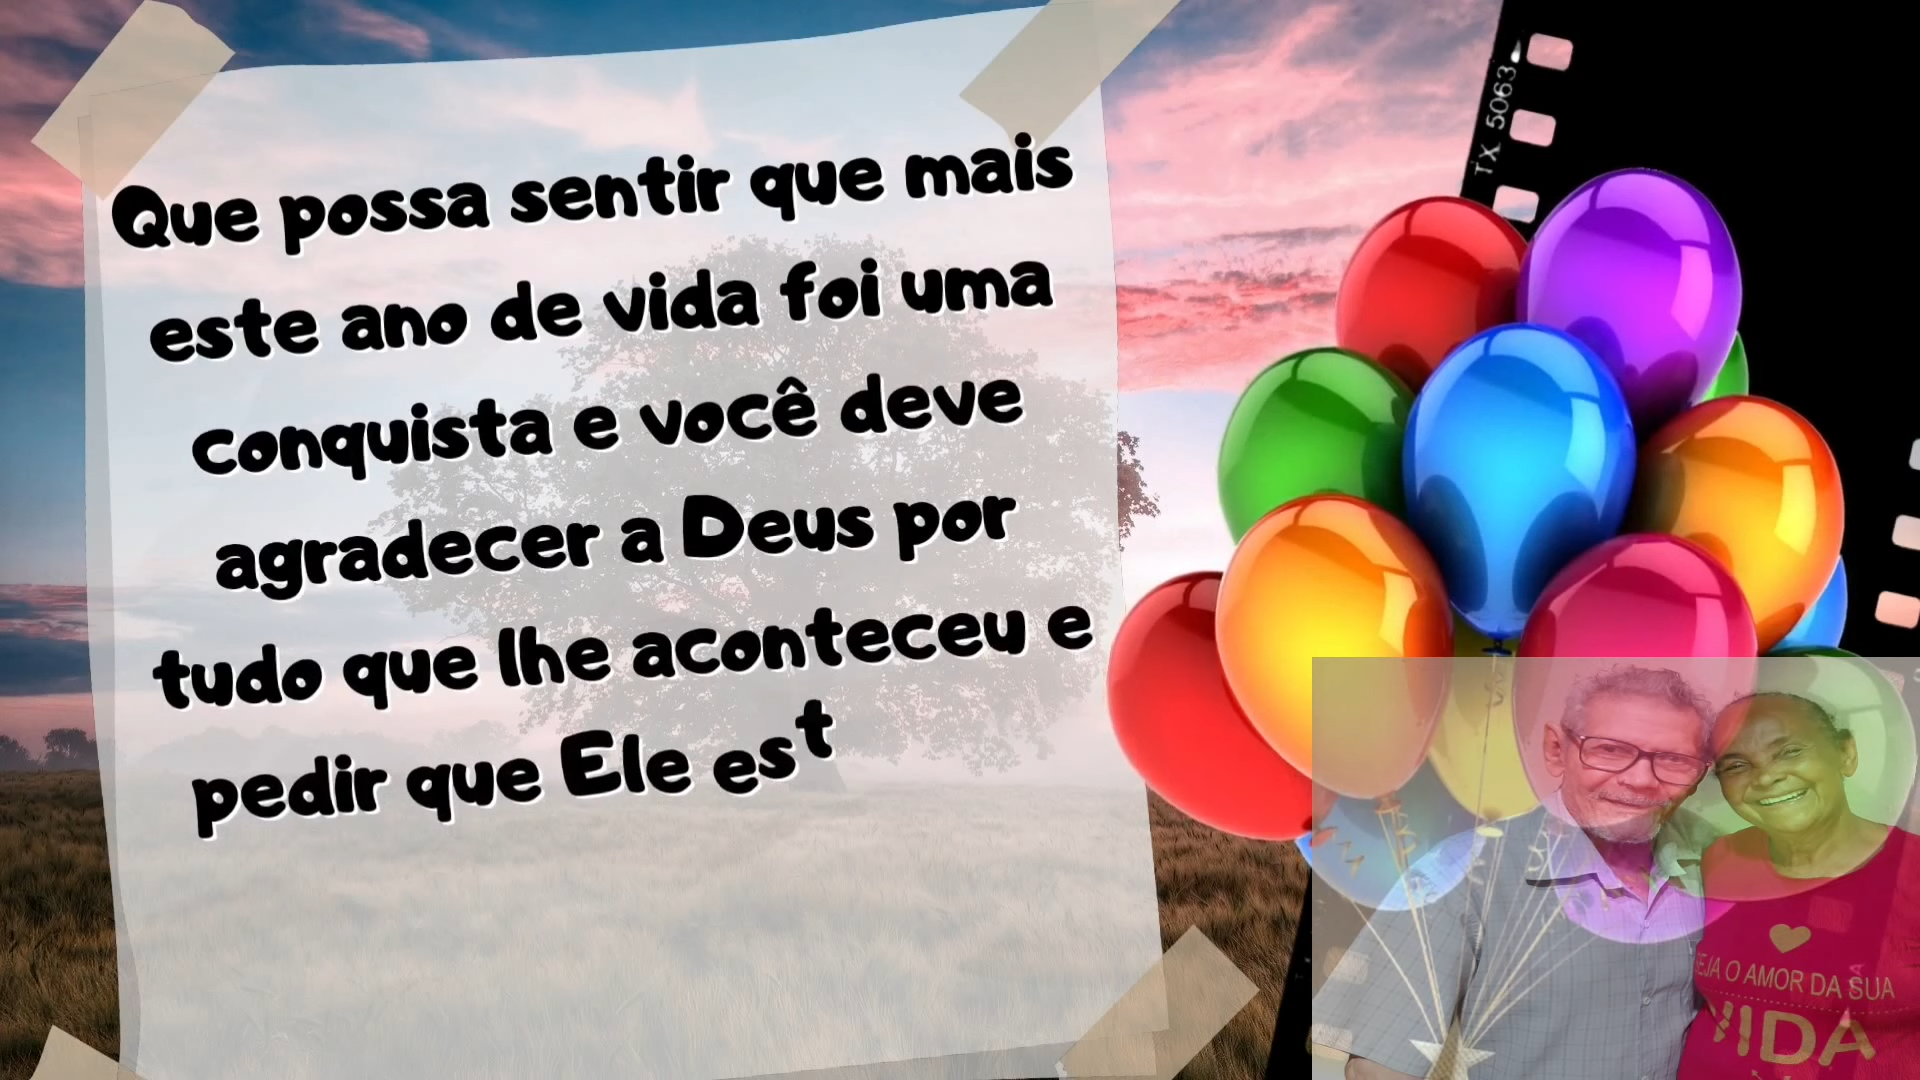 Que possa sentir que mais
este ano de vida foi uma
conquista e você deve
agradecer a Deus por
tudo que lhe aconteceu e
pedir que Ele est
TX 5063
SEJA O AMOR DA SUA
VIDA